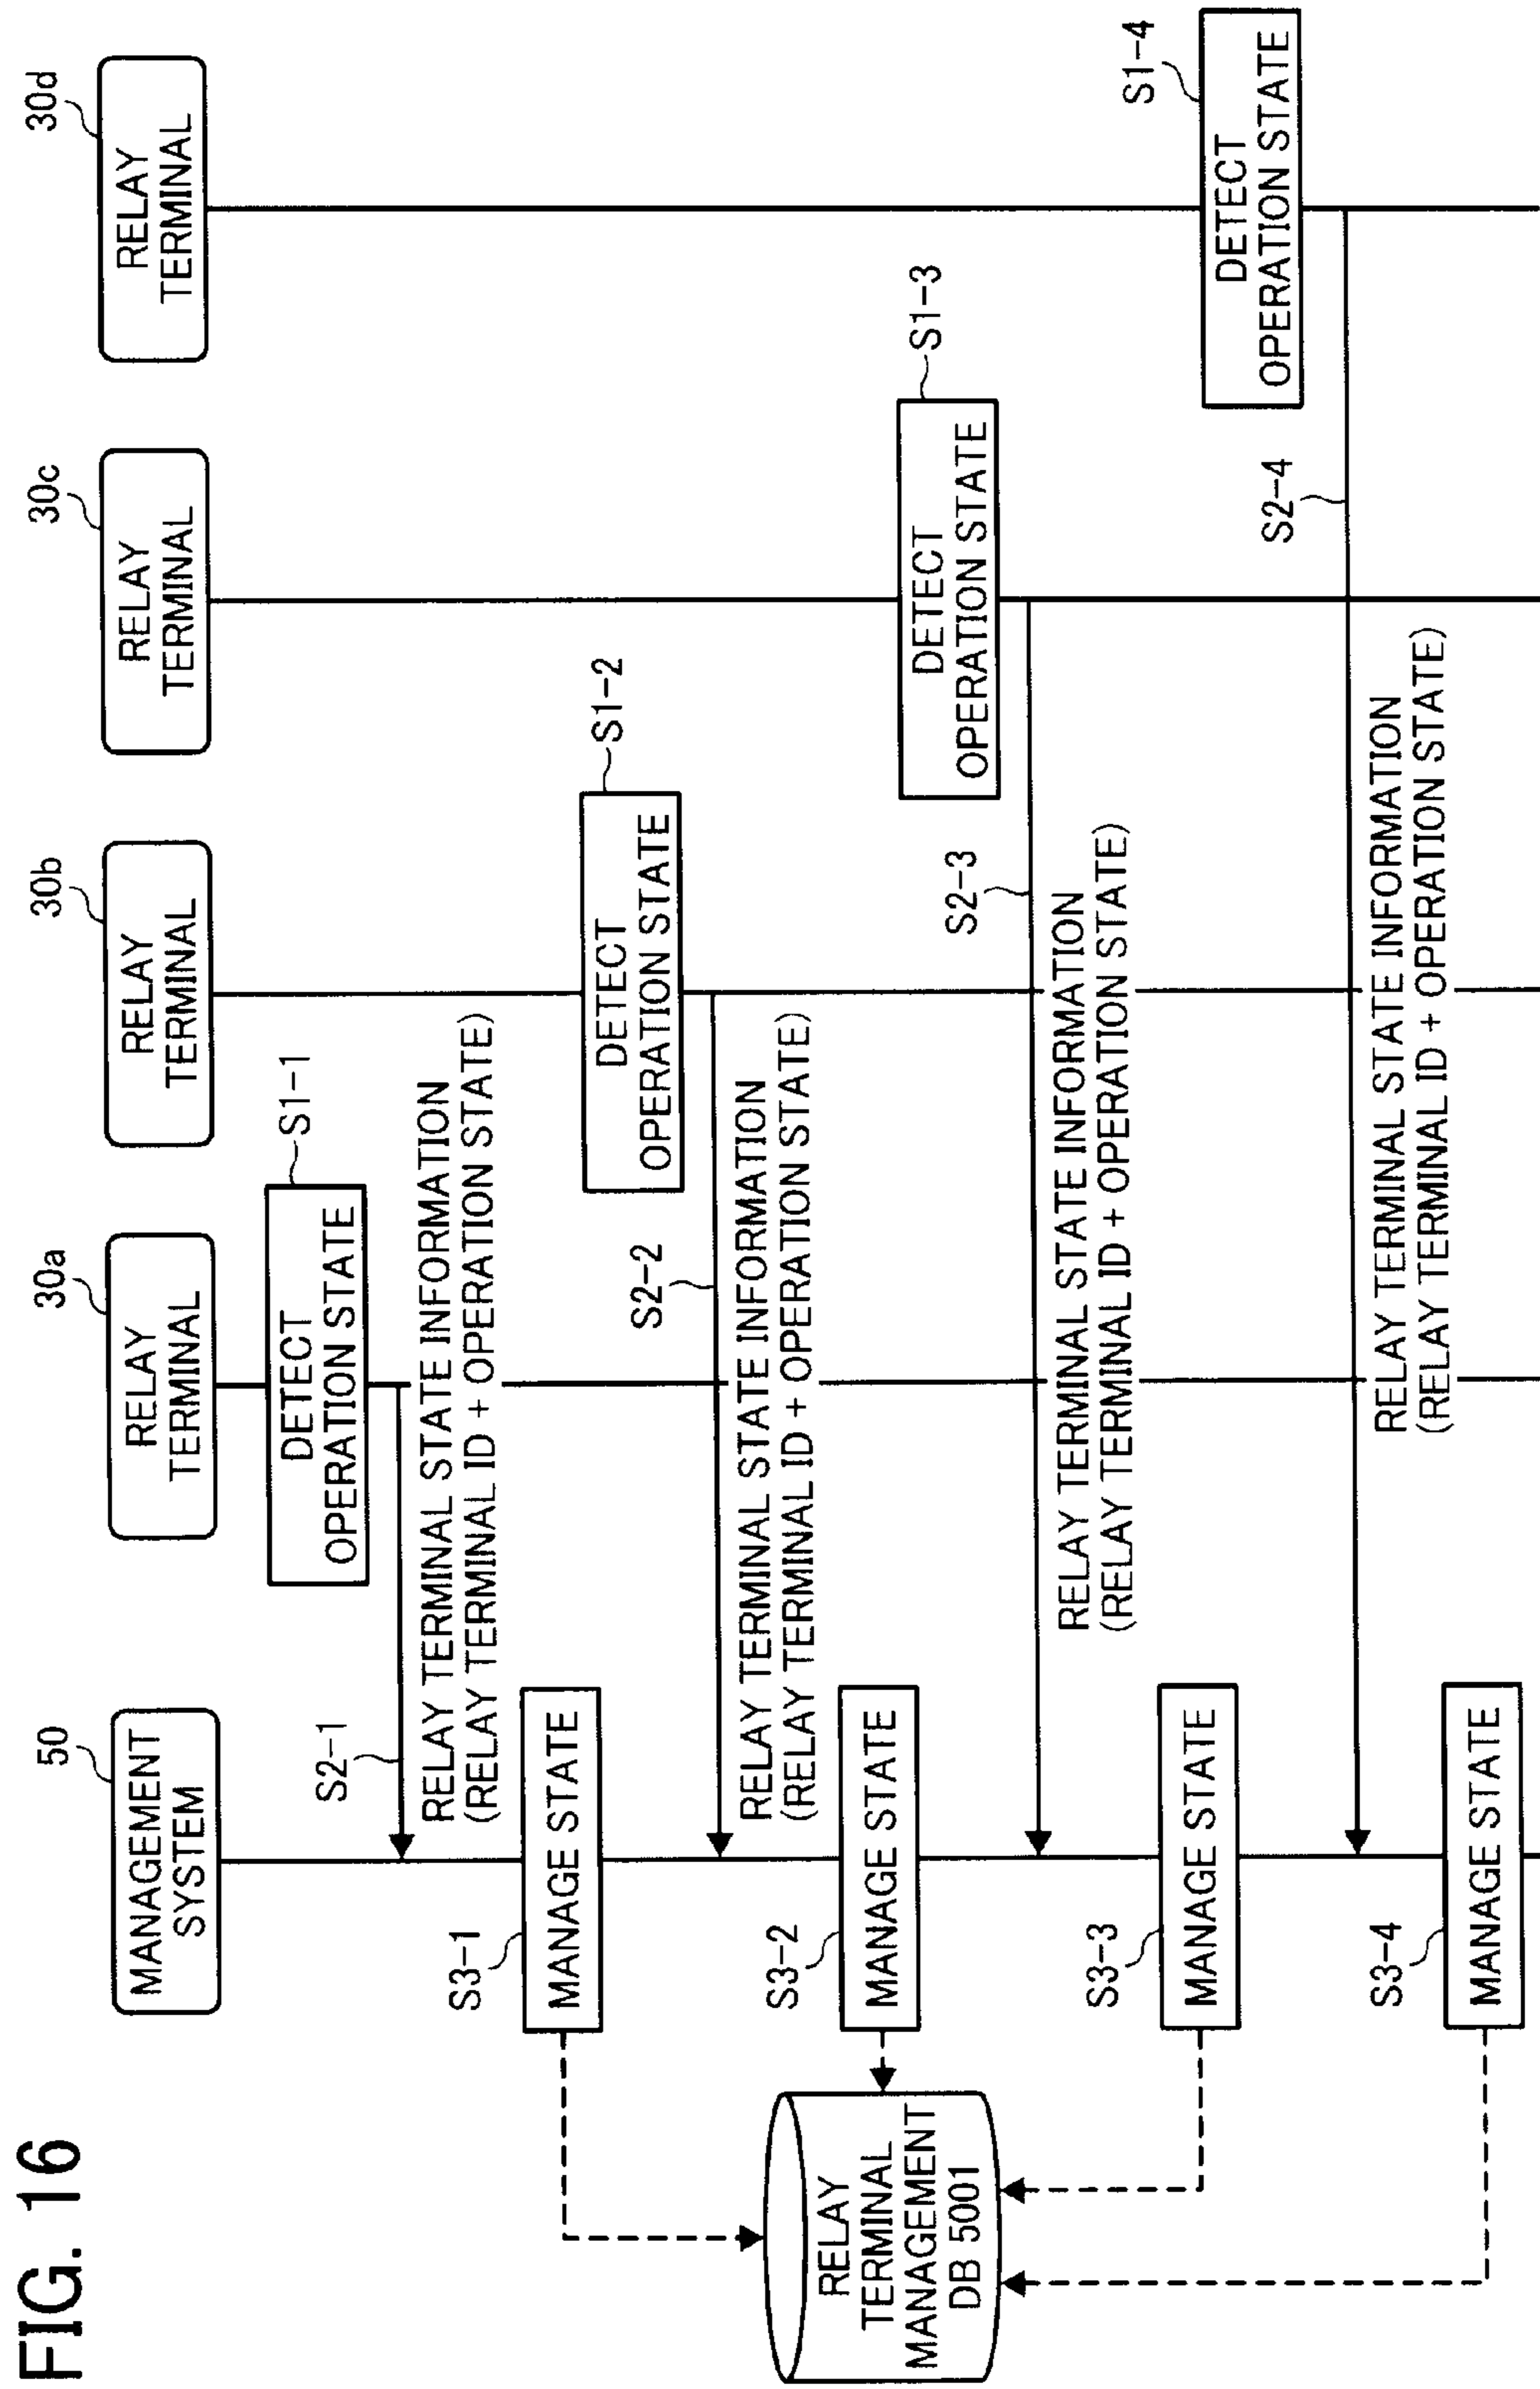 FIG. 16
50
MANAGEMENT
SYSTEM
30a
RELAY
TERMINAL
30b
RELAY
TERMINAL
30c
RELAY
TERMINAL
30d
RELAY
TERMINAL
S1-1
DETECT
OPERATION STATE
S2-1
RELAY TERMINAL STATE INFORMATION
(RELAY TERMINAL ID + OPERATION STATE)
S3-1
MANAGE STATE
S1-2
DETECT
OPERATION STATE
S2-2
RELAY TERMINAL STATE INFORMATION
(RELAY TERMINAL ID + OPERATION STATE)
S3-2
MANAGE STATE
RELAY
TERMINAL
MANAGEMENT
DB 5001
S1-3
DETECT
OPERATION STATE
S2-3
RELAY TERMINAL STATE INFORMATION
(RELAY TERMINAL ID + OPERATION STATE)
S3-3
MANAGE STATE
S1-4
DETECT
OPERATION STATE
S2-4
RELAY TERMINAL STATE INFORMATION
(RELAY TERMINAL ID + OPERATION STATE)
S3-4
MANAGE STATE